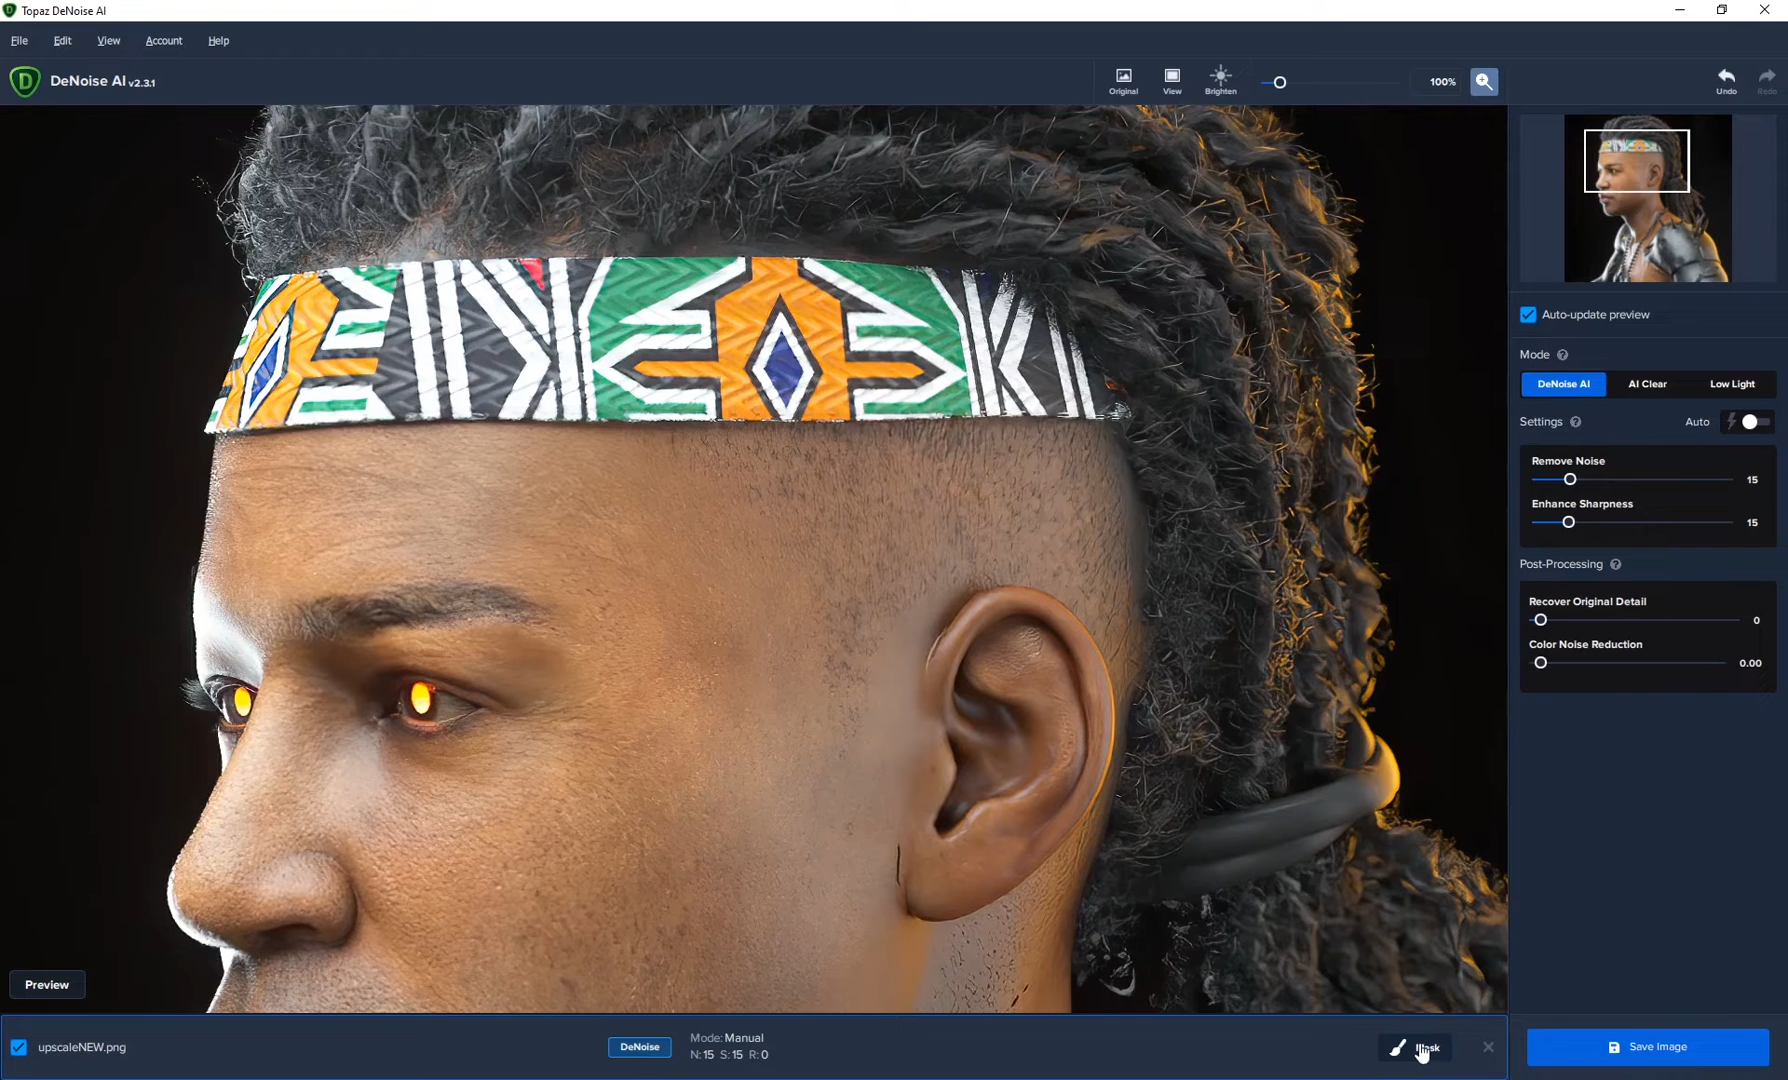 Topaz DeNoise AI
File Edit View Account Help
DeNoise AI v2.3.1
Original View Brighten 100% Undo Redo
Auto-update preview
Mode
DeNoise AI AI Clear Low Light
Settings Auto
Remove Noise
15
Enhance Sharpness
15
Post-Processing
Recover Original Detail
0
Color Noise Reduction
0.00
Preview
upscaleNEW.png
DeNoise
Mode: Manual
N: 15 S: 15 R: 0
Save Image